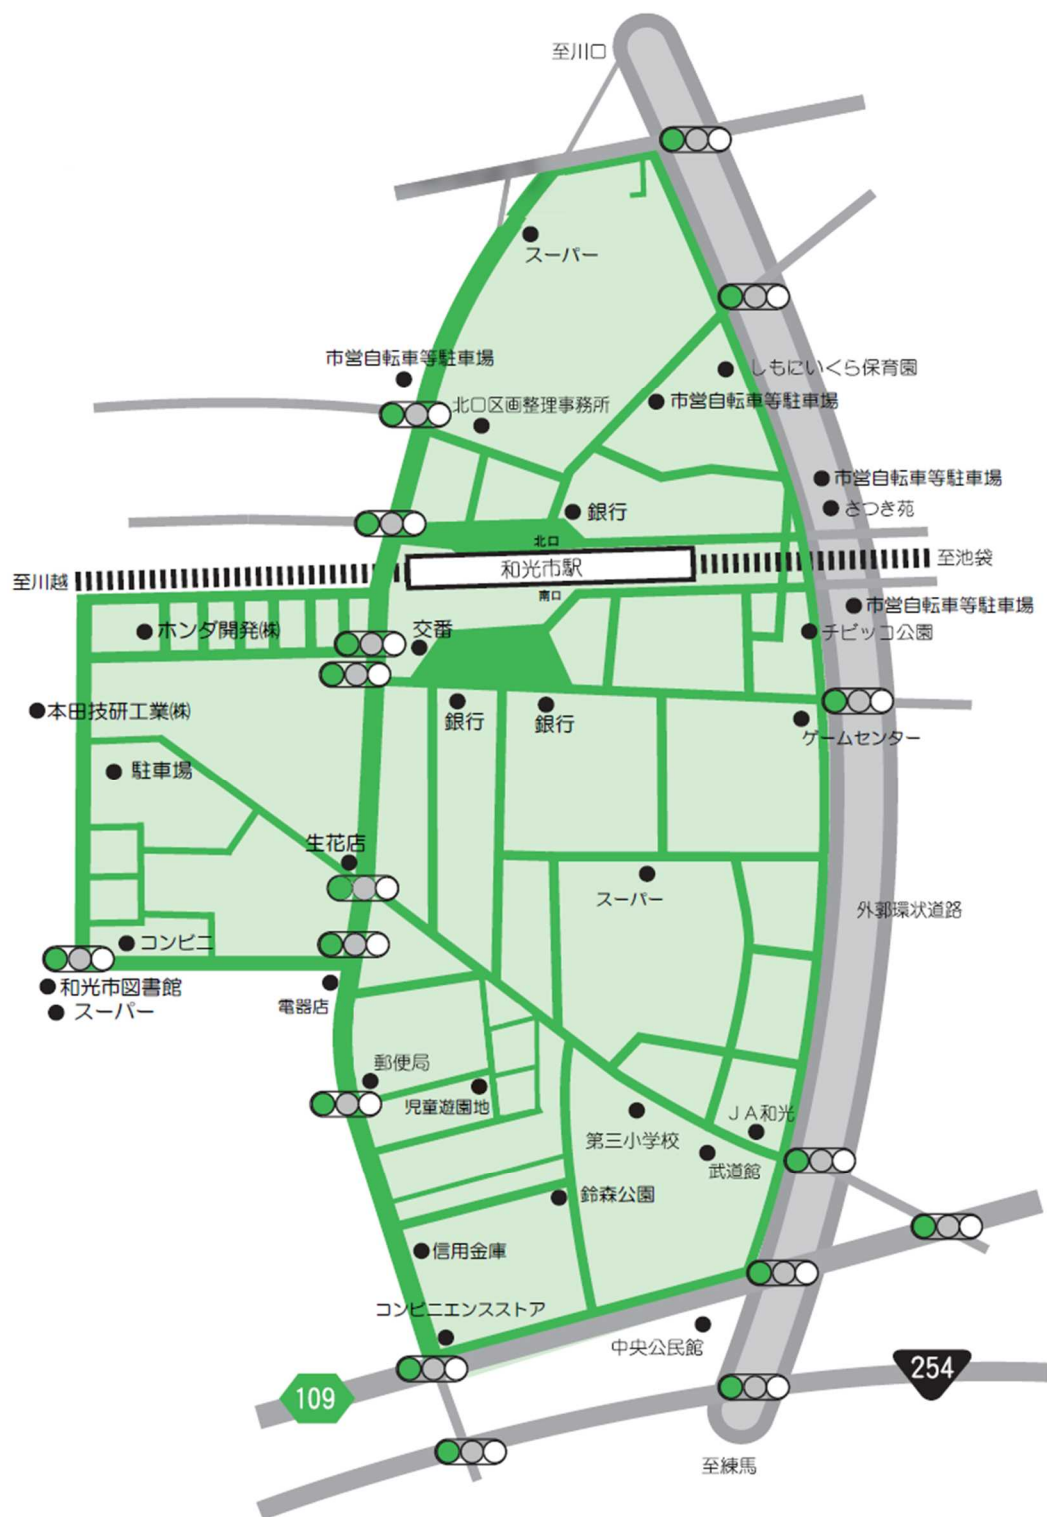 至川口
スーパー
市営自転車等駐車場
しもにいくら保育園
北口区画整理事務所
市営自転車等駐車場
市営自転車等駐車場
銀行
さつき苑
北口
至池袋
和光市駅
至川越
南口
市営自転車等駐車場
ホンダ開発㈱
交番
チビッコ公園
本田技研工業㈱
銀行
銀行
ゲームセンター
駐車場
生花店
スーパー
外郭環状道路
コンビニ
和光市図書館
電器店
スーパー
郵便局
児童遊園地
JA和光
第三小学校
武道館
鈴森公園
信用金庫
コンビニエンスストア
中央公民館
254
109
至練馬